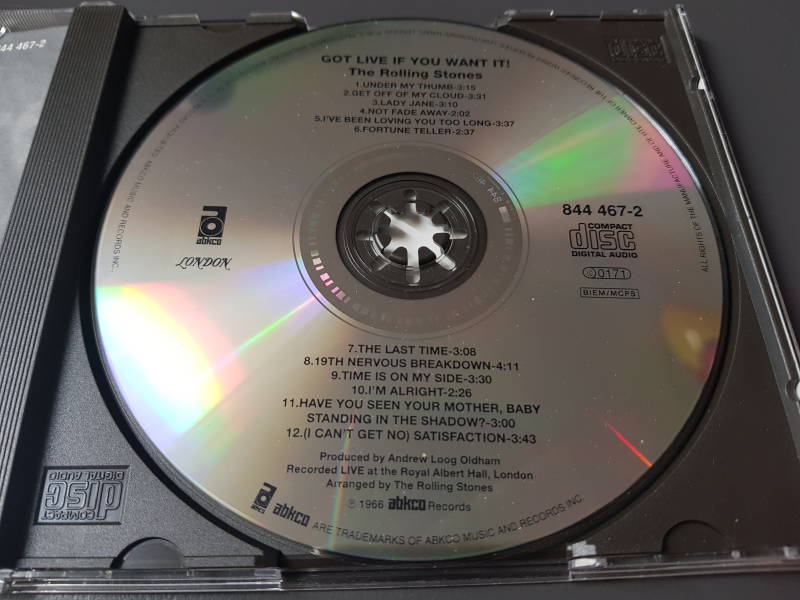 844 467-2
GOT LIVE IF YOU WANT IT!
The Rolling Stones
1.UNDER MY THUMB-3:15
2.GET OFF OF MY CLOUD-3:31
3.LADY JANE-3:10
4.NOT FADE AWAY-2:02
5.I'VE BEEN LOVING YOU TOO LONG-3:37
6.FORTUNE TELLER-2:37
abkco
LONDON
844 467-2
COMPACT
disc
DIGITAL AUDIO
0171
BIEM/MCPS
7.THE LAST TIME-3:08
8.19TH NERVOUS BREAKDOWN-4:11
9.TIME IS ON MY SIDE-3:30
10.I'M ALRIGHT-2:26
11.HAVE YOU SEEN YOUR MOTHER, BABY
STANDING IN THE SHADOW?-3:00
12.(I CAN'T GET NO) SATISFACTION-3:43
Produced by Andrew Loog Oldham
Recorded LIVE at the Royal Albert Hall, London
Arranged by The Rolling Stones
℗ 1966 abkco Records
abkco ARE TRADEMARKS OF ABKCO MUSIC AND RECORDS INC
ABKCO MUSIC AND RECORDS INC.
ALL RIGHTS OF THE MANUFACTURER AND OF THE OWNER OF THE RECORDED
COMPACT
disc
DIGITAL AUDIO